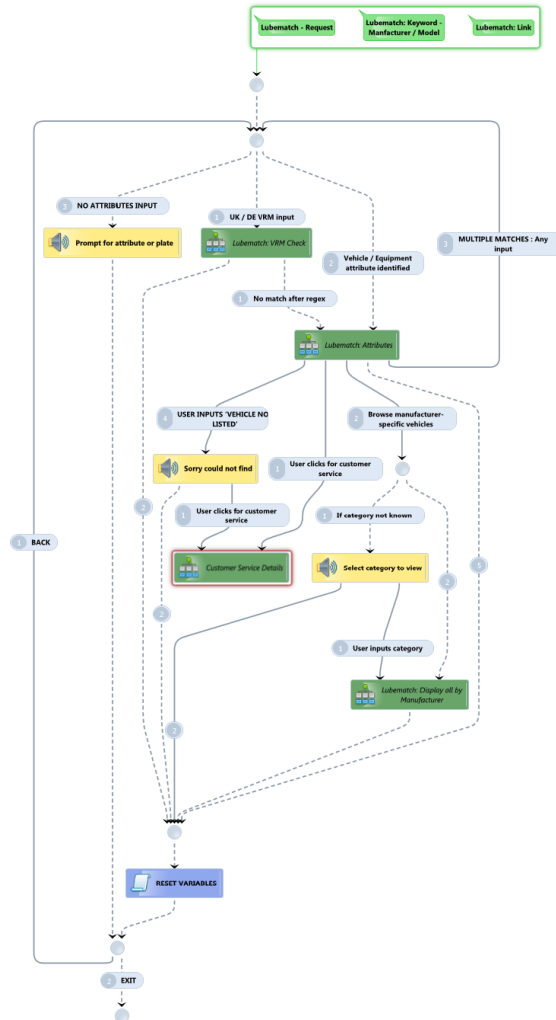 Lubematch - Request
Lubematch: Keyword -
Manfacturer / Model
Lubematch: Link
3 NO ATTRIBUTES INPUT
1 UK / DE VRM input
3 MULTIPLE MATCHES : Any
input
Prompt for attribute or plate
Lubematch: VRM Check
2 Vehicle / Equipment
attribute identified
1 No match after regex
Lubematch: Attributes
4 USER INPUTS 'VEHICLE NO
LISTED'
2 Browse manufacturer-
specific vehicles
Sorry could not find
1 User clicks for customer
service
2
1 User clicks for customer
service
1 If category not known
1 BACK
Customer Service Details
Select category to view
5
2
2
1 User inputs category
Lubematch: Display all by
Manufacturer
2
RESET VARIABLES
2 EXIT